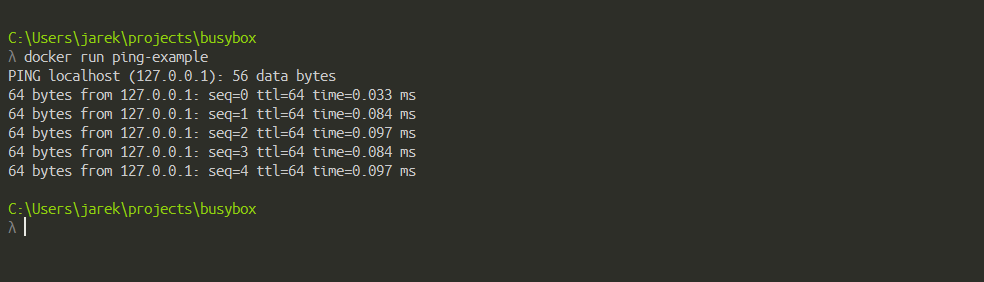 C:\Users\jarek\projects\busybox
λ docker run ping-example
PING localhost (127.0.0.1): 56 data bytes
64 bytes from 127.0.0.1: seq=0 ttl=64 time=0.033 ms
64 bytes from 127.0.0.1: seq=1 ttl=64 time=0.084 ms
64 bytes from 127.0.0.1: seq=2 ttl=64 time=0.097 ms
64 bytes from 127.0.0.1: seq=3 ttl=64 time=0.084 ms
64 bytes from 127.0.0.1: seq=4 ttl=64 time=0.097 ms
C:\Users\jarek\projects\busybox
λ